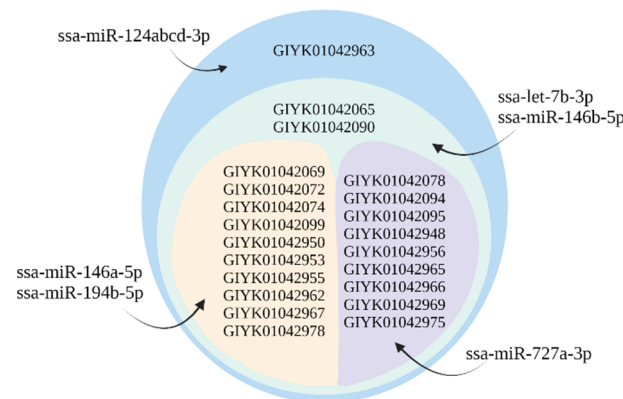 ssa-miR-124abcd-3p
GIYK01042963
GIYK01042065
GIYK01042090
ssa-let-7b-3p
ssa-miR-146b-5p
GIYK01042069
GIYK01042072
GIYK01042074
GIYK01042099
GIYK01042950
GIYK01042953
GIYK01042955
GIYK01042962
GIYK01042967
GIYK01042978
GIYK01042078
GIYK01042094
GIYK01042095
GIYK01042948
GIYK01042956
GIYK01042965
GIYK01042966
GIYK01042969
GIYK01042975
ssa-miR-146a-5p
ssa-miR-194b-5p
ssa-miR-727a-3p